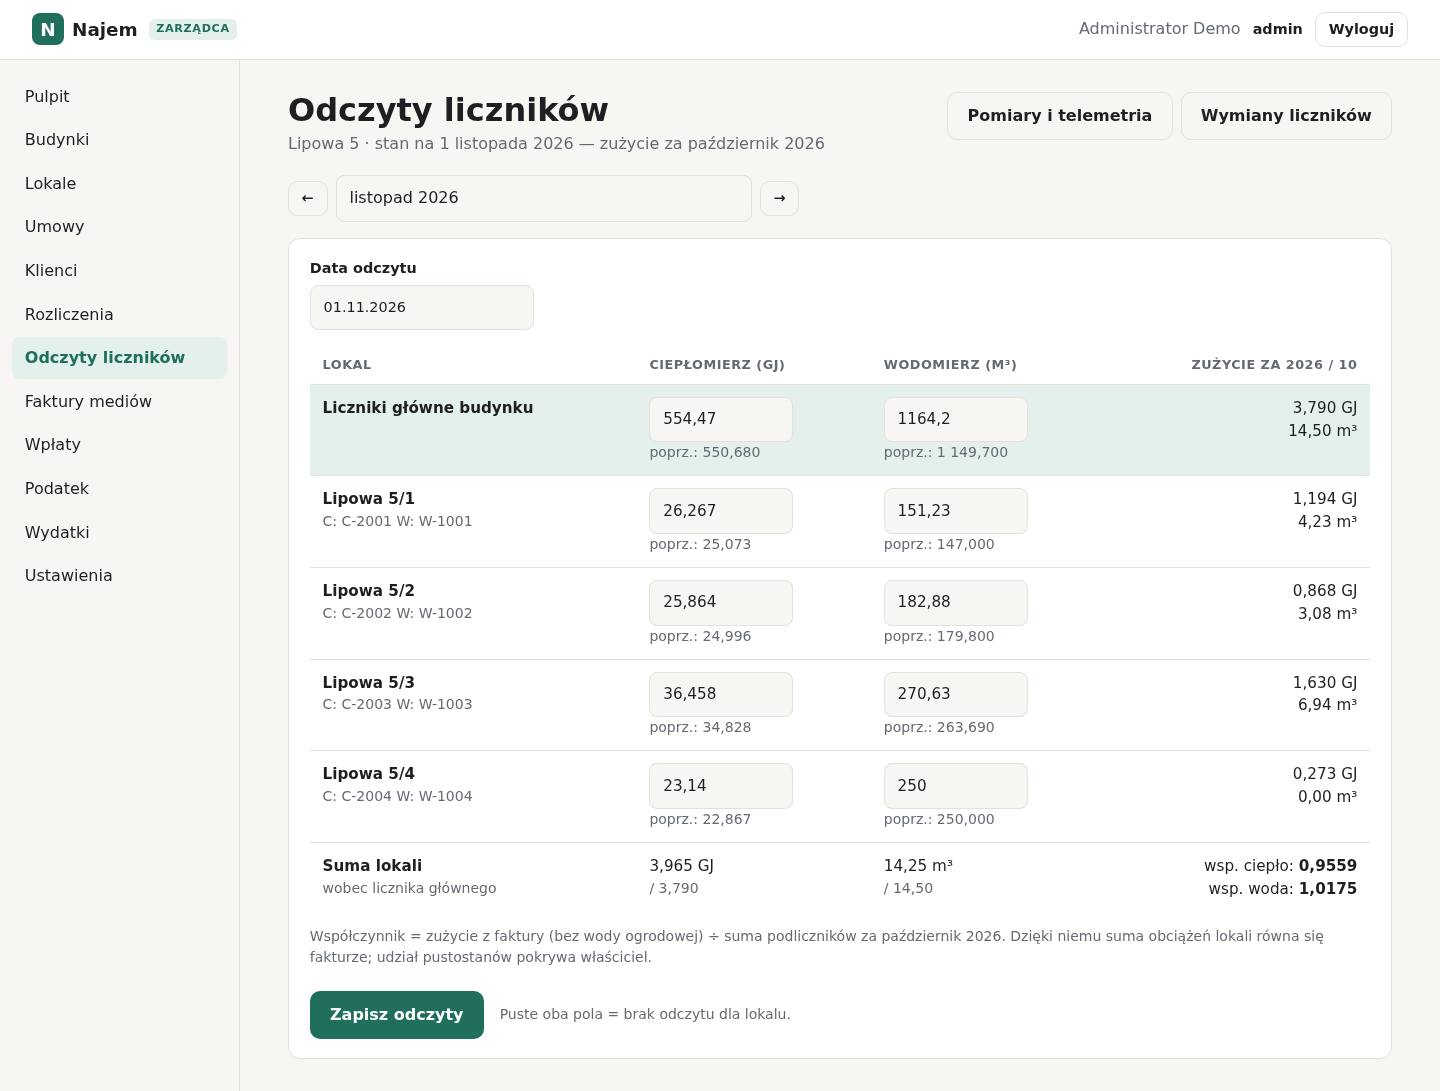 N Najem ZARZĄDCA
Administrator Demo admin Wyloguj
Pulpit
Budynki
Lokale
Umowy
Klienci
Rozliczenia
Odczyty liczników
Faktury mediów
Wpłaty
Podatek
Wydatki
Ustawienia
Odczyty liczników
Lipowa 5 · stan na 1 listopada 2026 — zużycie za październik 2026
Pomiary i telemetria Wymiany liczników
← listopad 2026 →
Data odczytu
01.11.2026
LOKAL CIEPŁOMIERZ (GJ) WODOMIERZ (M³) ZUŻYCIE ZA 2026 / 10
Liczniki główne budynku 554,47 1164,2 3,790 GJ
14,50 m³
poprz.: 550,680 poprz.: 1 149,700
Lipowa 5/1 26,267 151,23 1,194 GJ
C: C-2001 W: W-1001 4,23 m³
poprz.: 25,073 poprz.: 147,000
Lipowa 5/2 25,864 182,88 0,868 GJ
C: C-2002 W: W-1002 3,08 m³
poprz.: 24,996 poprz.: 179,800
Lipowa 5/3 36,458 270,63 1,630 GJ
C: C-2003 W: W-1003 6,94 m³
poprz.: 34,828 poprz.: 263,690
Lipowa 5/4 23,14 250 0,273 GJ
C: C-2004 W: W-1004 0,00 m³
poprz.: 22,867 poprz.: 250,000
Suma lokali 3,965 GJ 14,25 m³ wsp. ciepło: 0,9559
wobec licznika głównego / 3,790 / 14,50 wsp. woda: 1,0175
Współczynnik = zużycie z faktury (bez wody ogrodowej) ÷ suma podliczników za październik 2026. Dzięki niemu suma obciążeń lokali równa się
fakturze; udział pustostanów pokrywa właściciel.
Zapisz odczyty Puste oba pola = brak odczytu dla lokalu.